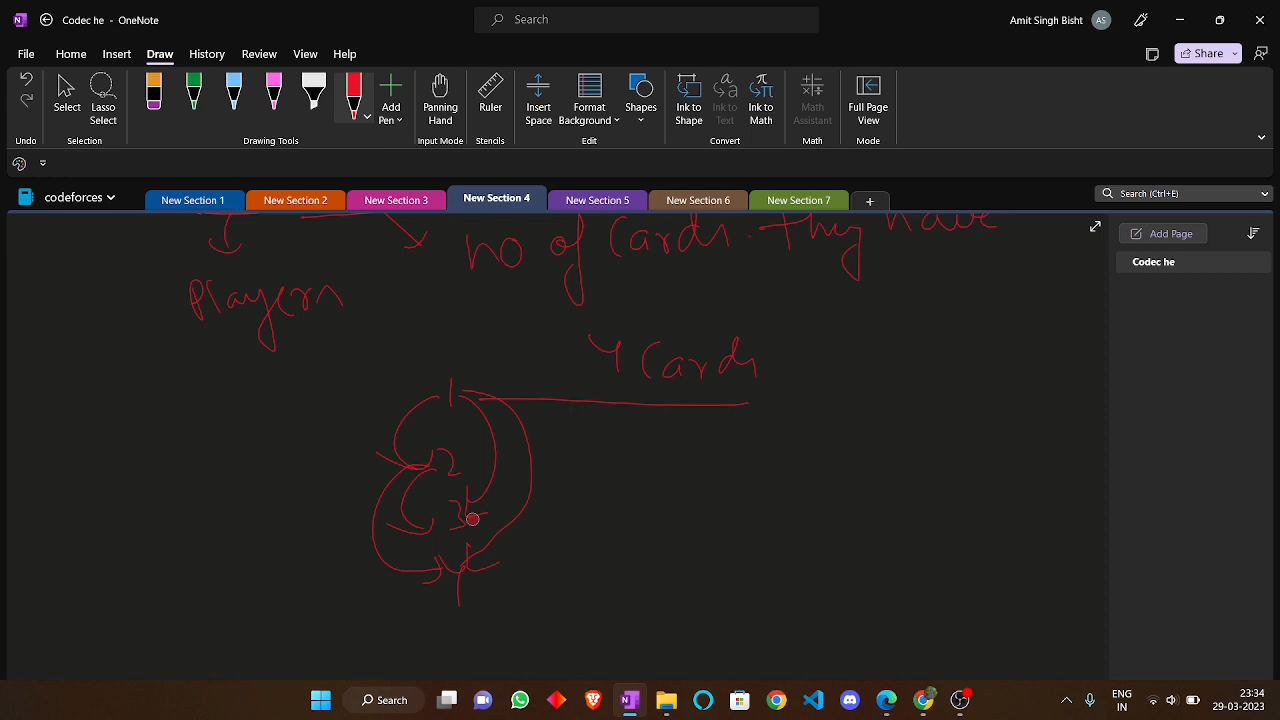 Codec he — OneNote
Search
Amit Singh Bisht AS
File Home Insert Draw History Review View Help
Share
Undo
Select
Lasso Select
Add Pen
Panning Hand
Ruler
Insert Space
Format Background
Shapes
Ink to Shape
Ink to Text
Ink to Math
Math Assistant
Full Page View
Undo Selection Drawing Tools Input Mode Stencils Edit Convert Math Mode
codeforces New Section 1 New Section 2 New Section 3 New Section 4 New Section 5 New Section 6 New Section 7 + Search (Ctrl+E)
Add Page
Codec he
no of Cards. they have
Players
4 Cards
1
2
3
4
Search
ENG
IN
23:34
29-03-2023